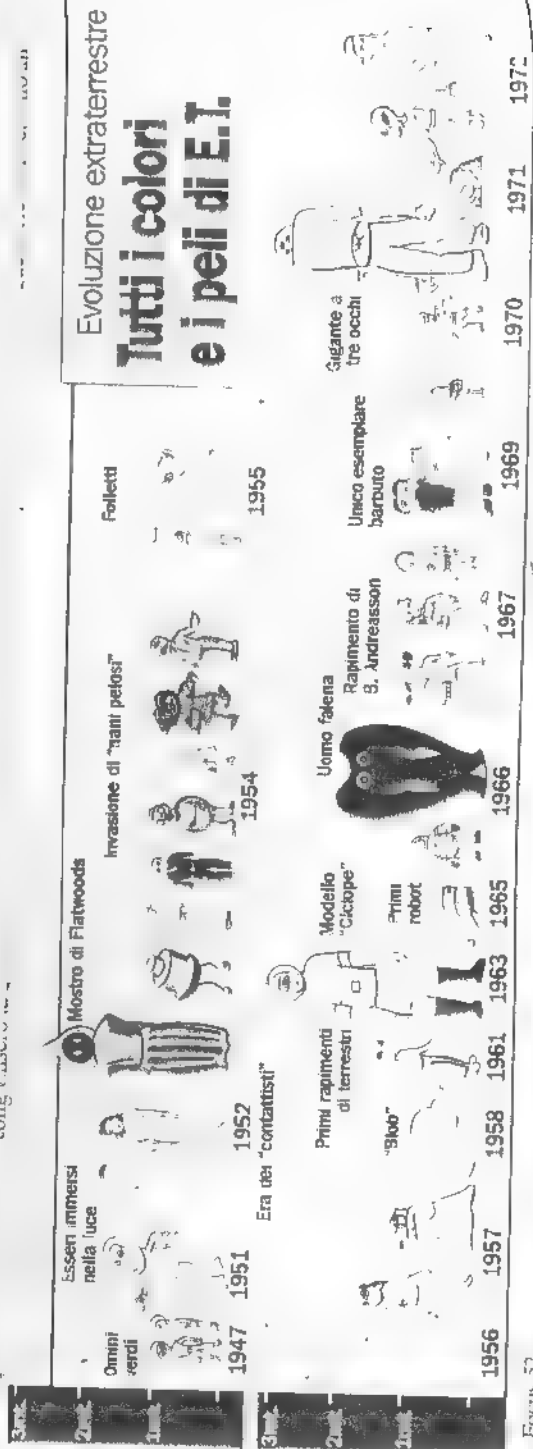 Evoluzione extraterrestre
Tutti i colori
e i peli di E.T.
Omini
verdi
1947
Esseri immersi
nella luce
1951
1952
Mostro di Flatwoods
Invasione di "nani pelosi"
1954
Folletti
1955
Era dei "contattisti"
1956
1957
"Blob"
1958
Primi rapimenti
di terrestri
1961
1963
Modello
"Ciclope"
Primi
robot
1965
Uomo falena
1966
Rapimento di
B. Andreasson
1967
Unico esemplare
barbuto
1969
1970
Gigante a
tre occhi
1971